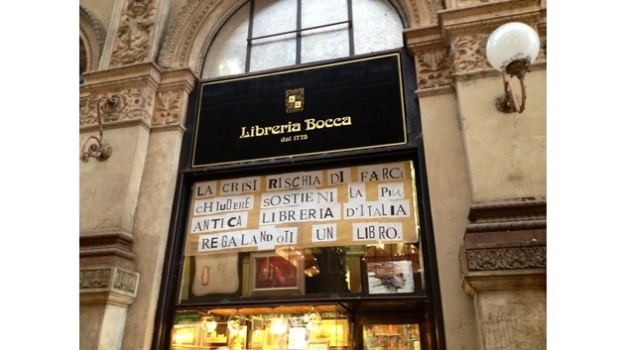 Libreria Bocca
dal 1775
LA CRISI RISCHIA DI FARCI
CHIUDERE SOSTIENI LA PIU
ANTICA LIBRERIA D'ITALIA
REGALANDOTI UN LIBRO.